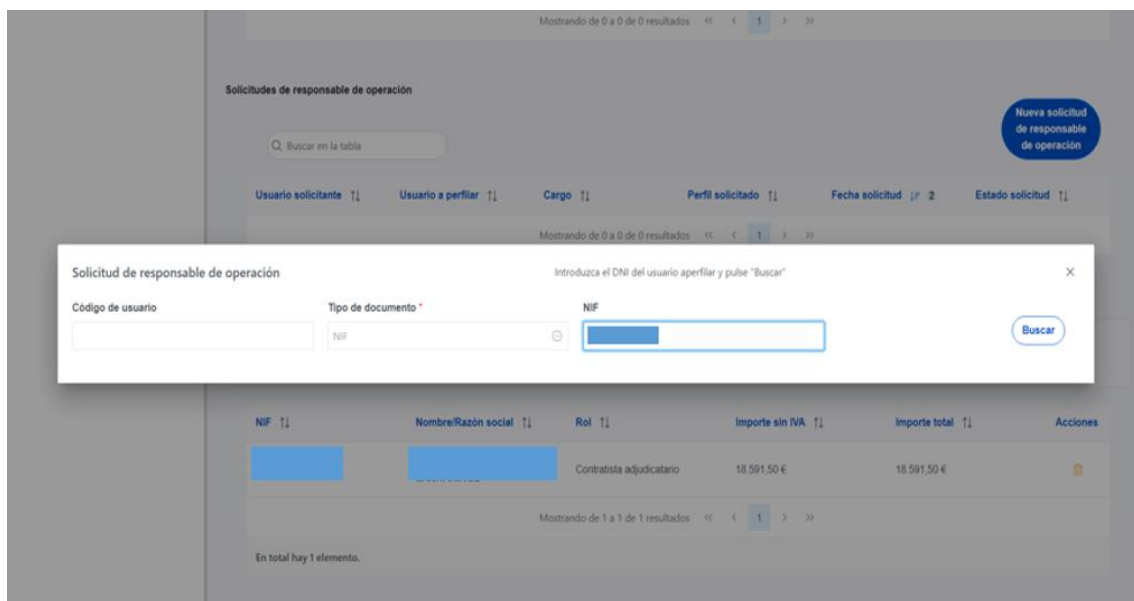 Mostrando de 0 a 0 de 0 resultados << < 1 > >>
Solicitudes de responsable de operación
Nueva solicitud
de responsable
de operación
Buscar en la tabla
Usuario solicitante Usuario a perfilar Cargo Perfil solicitado Fecha solicitud 2 Estado solicitud
Mostrando de 0 a 0 de 0 resultados << < 1 > >>
Solicitud de responsable de operación Introduzca el DNI del usuario aperfilar y pulse "Buscar" ×
Código de usuario Tipo de documento * NIF
NIF Buscar
NIF Nombre/Razón social Rol Importe sin IVA Importe total Acciones
Contratista adjudicatario 18.591,50 € 18.591,50 €
Mostrando de 1 a 1 de 1 resultados << < 1 > >>
En total hay 1 elemento.